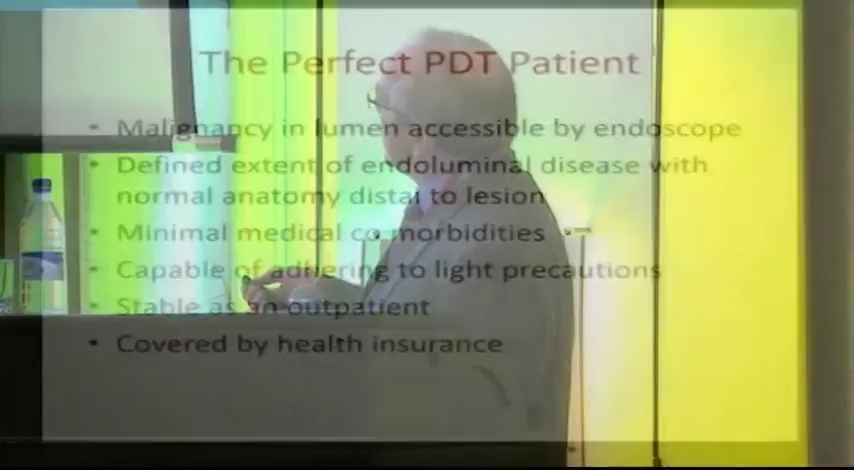 The Perfect PDT Patient
• Malignancy in lumen accessible by endoscope
• Defined extent of endoluminal disease with
normal anatomy distal to lesion
• Minimal medical co morbidities
• Capable of adhering to light precautions
• Stable as an outpatient
• Covered by health insurance